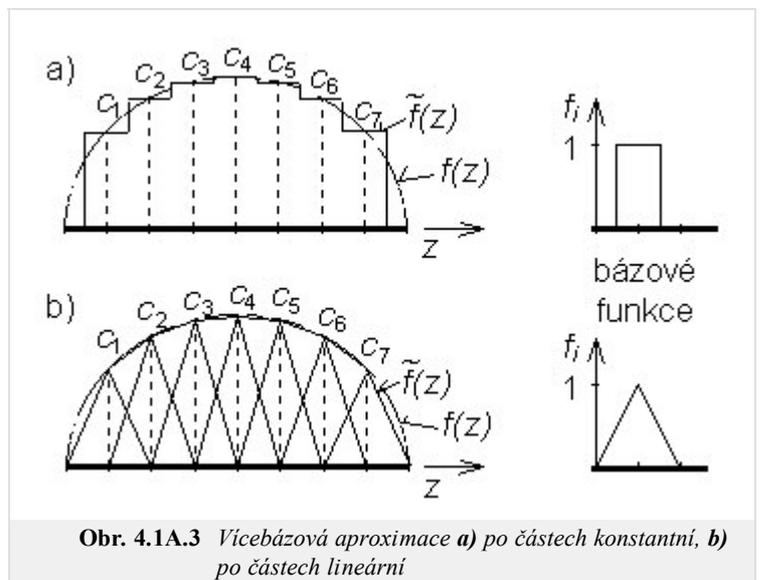 a)
C1 C2 C3 C4 C5 C6 C7
f̃(z)
f(z)
z
fi
1
bázové
funkce
b)
C1 C2 C3 C4 C5 C6 C7
f̃(z)
f(z)
z
fi
1
Obr. 4.1A.3 Vícebázová aproximace a) po částech konstantní, b)
po částech lineární